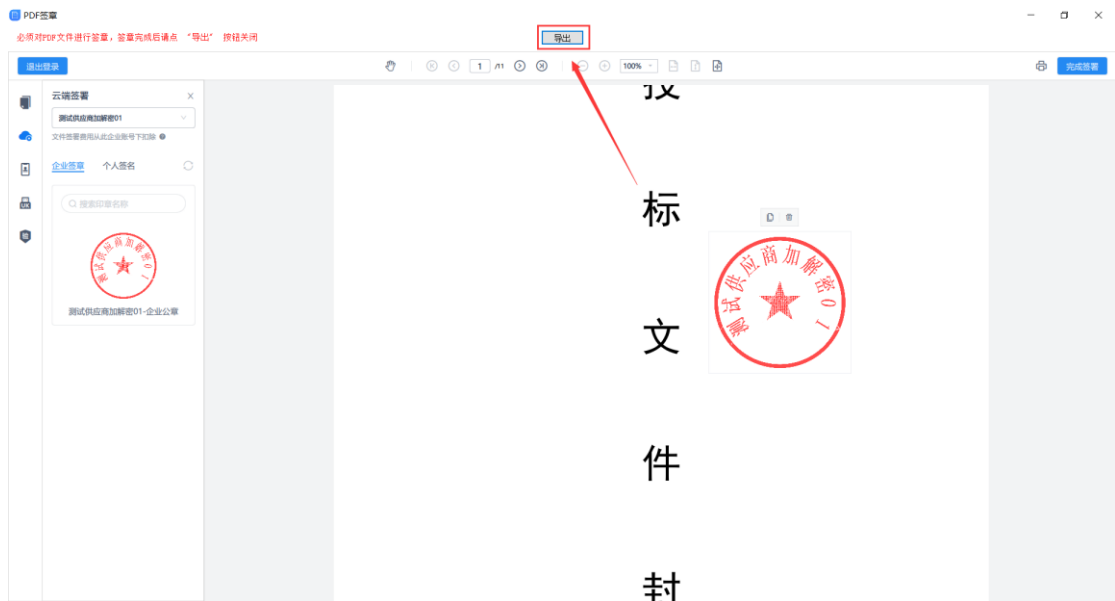 PDF签章
必须对PDF文件进行签章，签章完成后请点 “导出” 按钮关闭
导出
退出登录
1 /11
100%
完成签署
云端签署
测试供应商加解密01
文件签署费用从此企业账号下扣除
企业签章 个人签名
搜索印章名称
测试供应商加解密01
测试供应商加解密01-企业公章
投
标
文
件
封
测试供应商加解密01